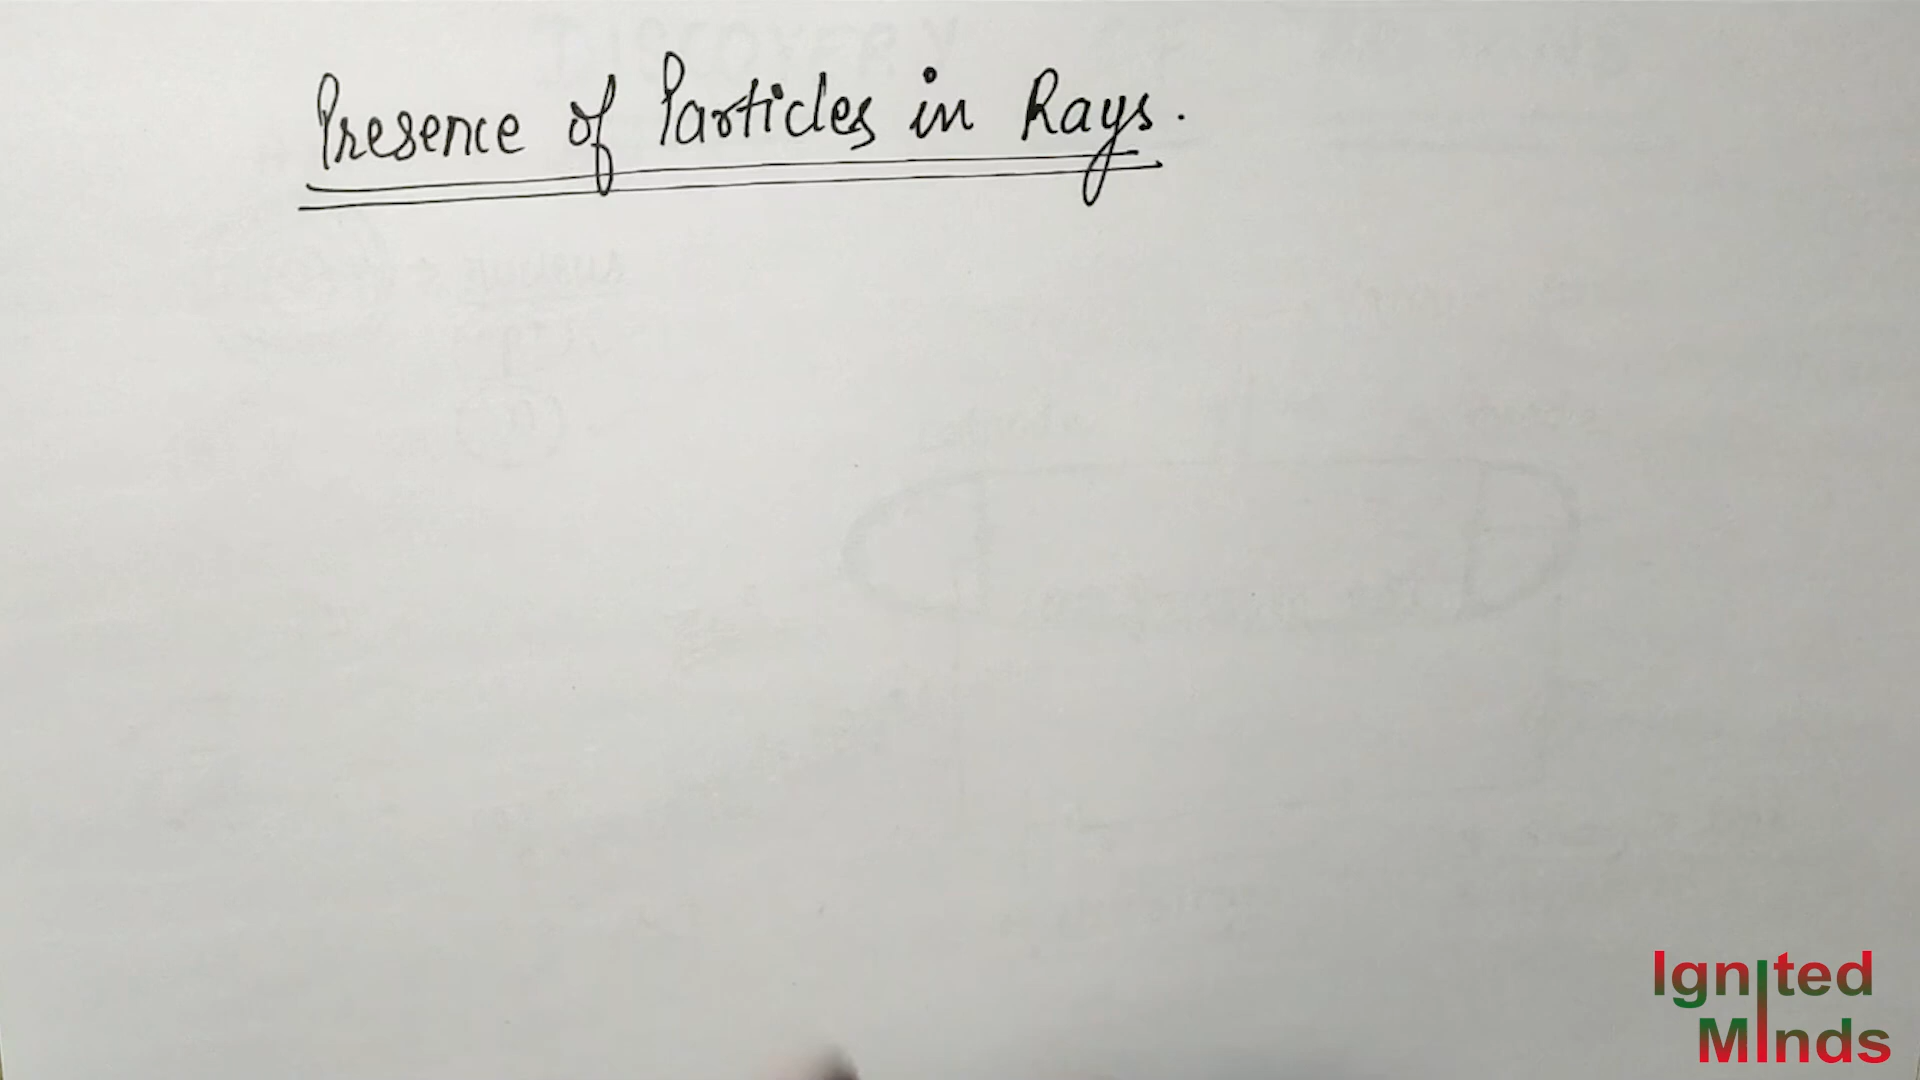 Presence of Particles in Rays.
Ignited
Minds